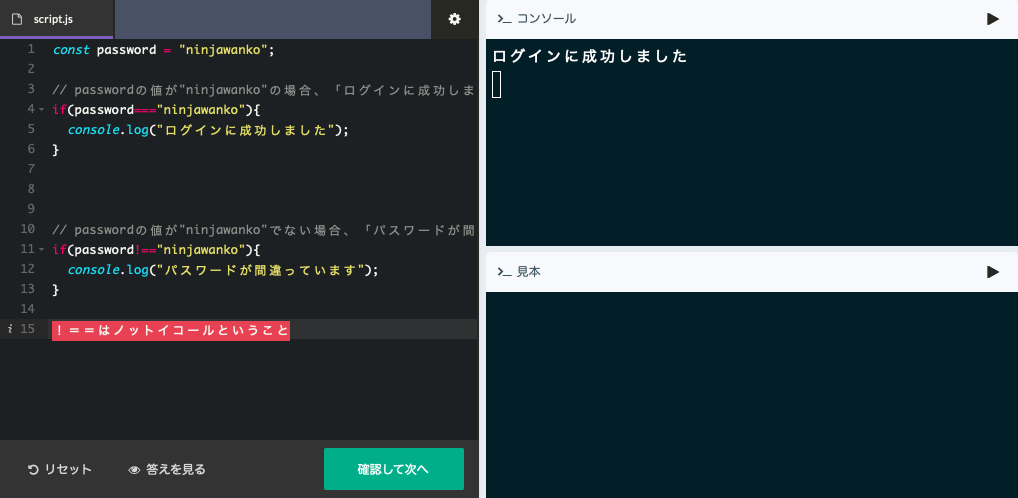 script.js
1 const password = "ninjawanko";
2
3 // passwordの値が"ninjawanko"の場合、「ログインに成功しま
4 if(password==="ninjawanko"){
5 console.log("ログインに成功しました");
6 }
7
8
9
10 // passwordの値が"ninjawanko"でない場合、「パスワードが間
11 if(password!=="ninjawanko"){
12 console.log("パスワードが間違っています");
13 }
14
i 15 ！＝＝はノットイコールということ
リセット 答えを見る 確認して次へ
>_ コンソール
ログインに成功しました
>_ 見本